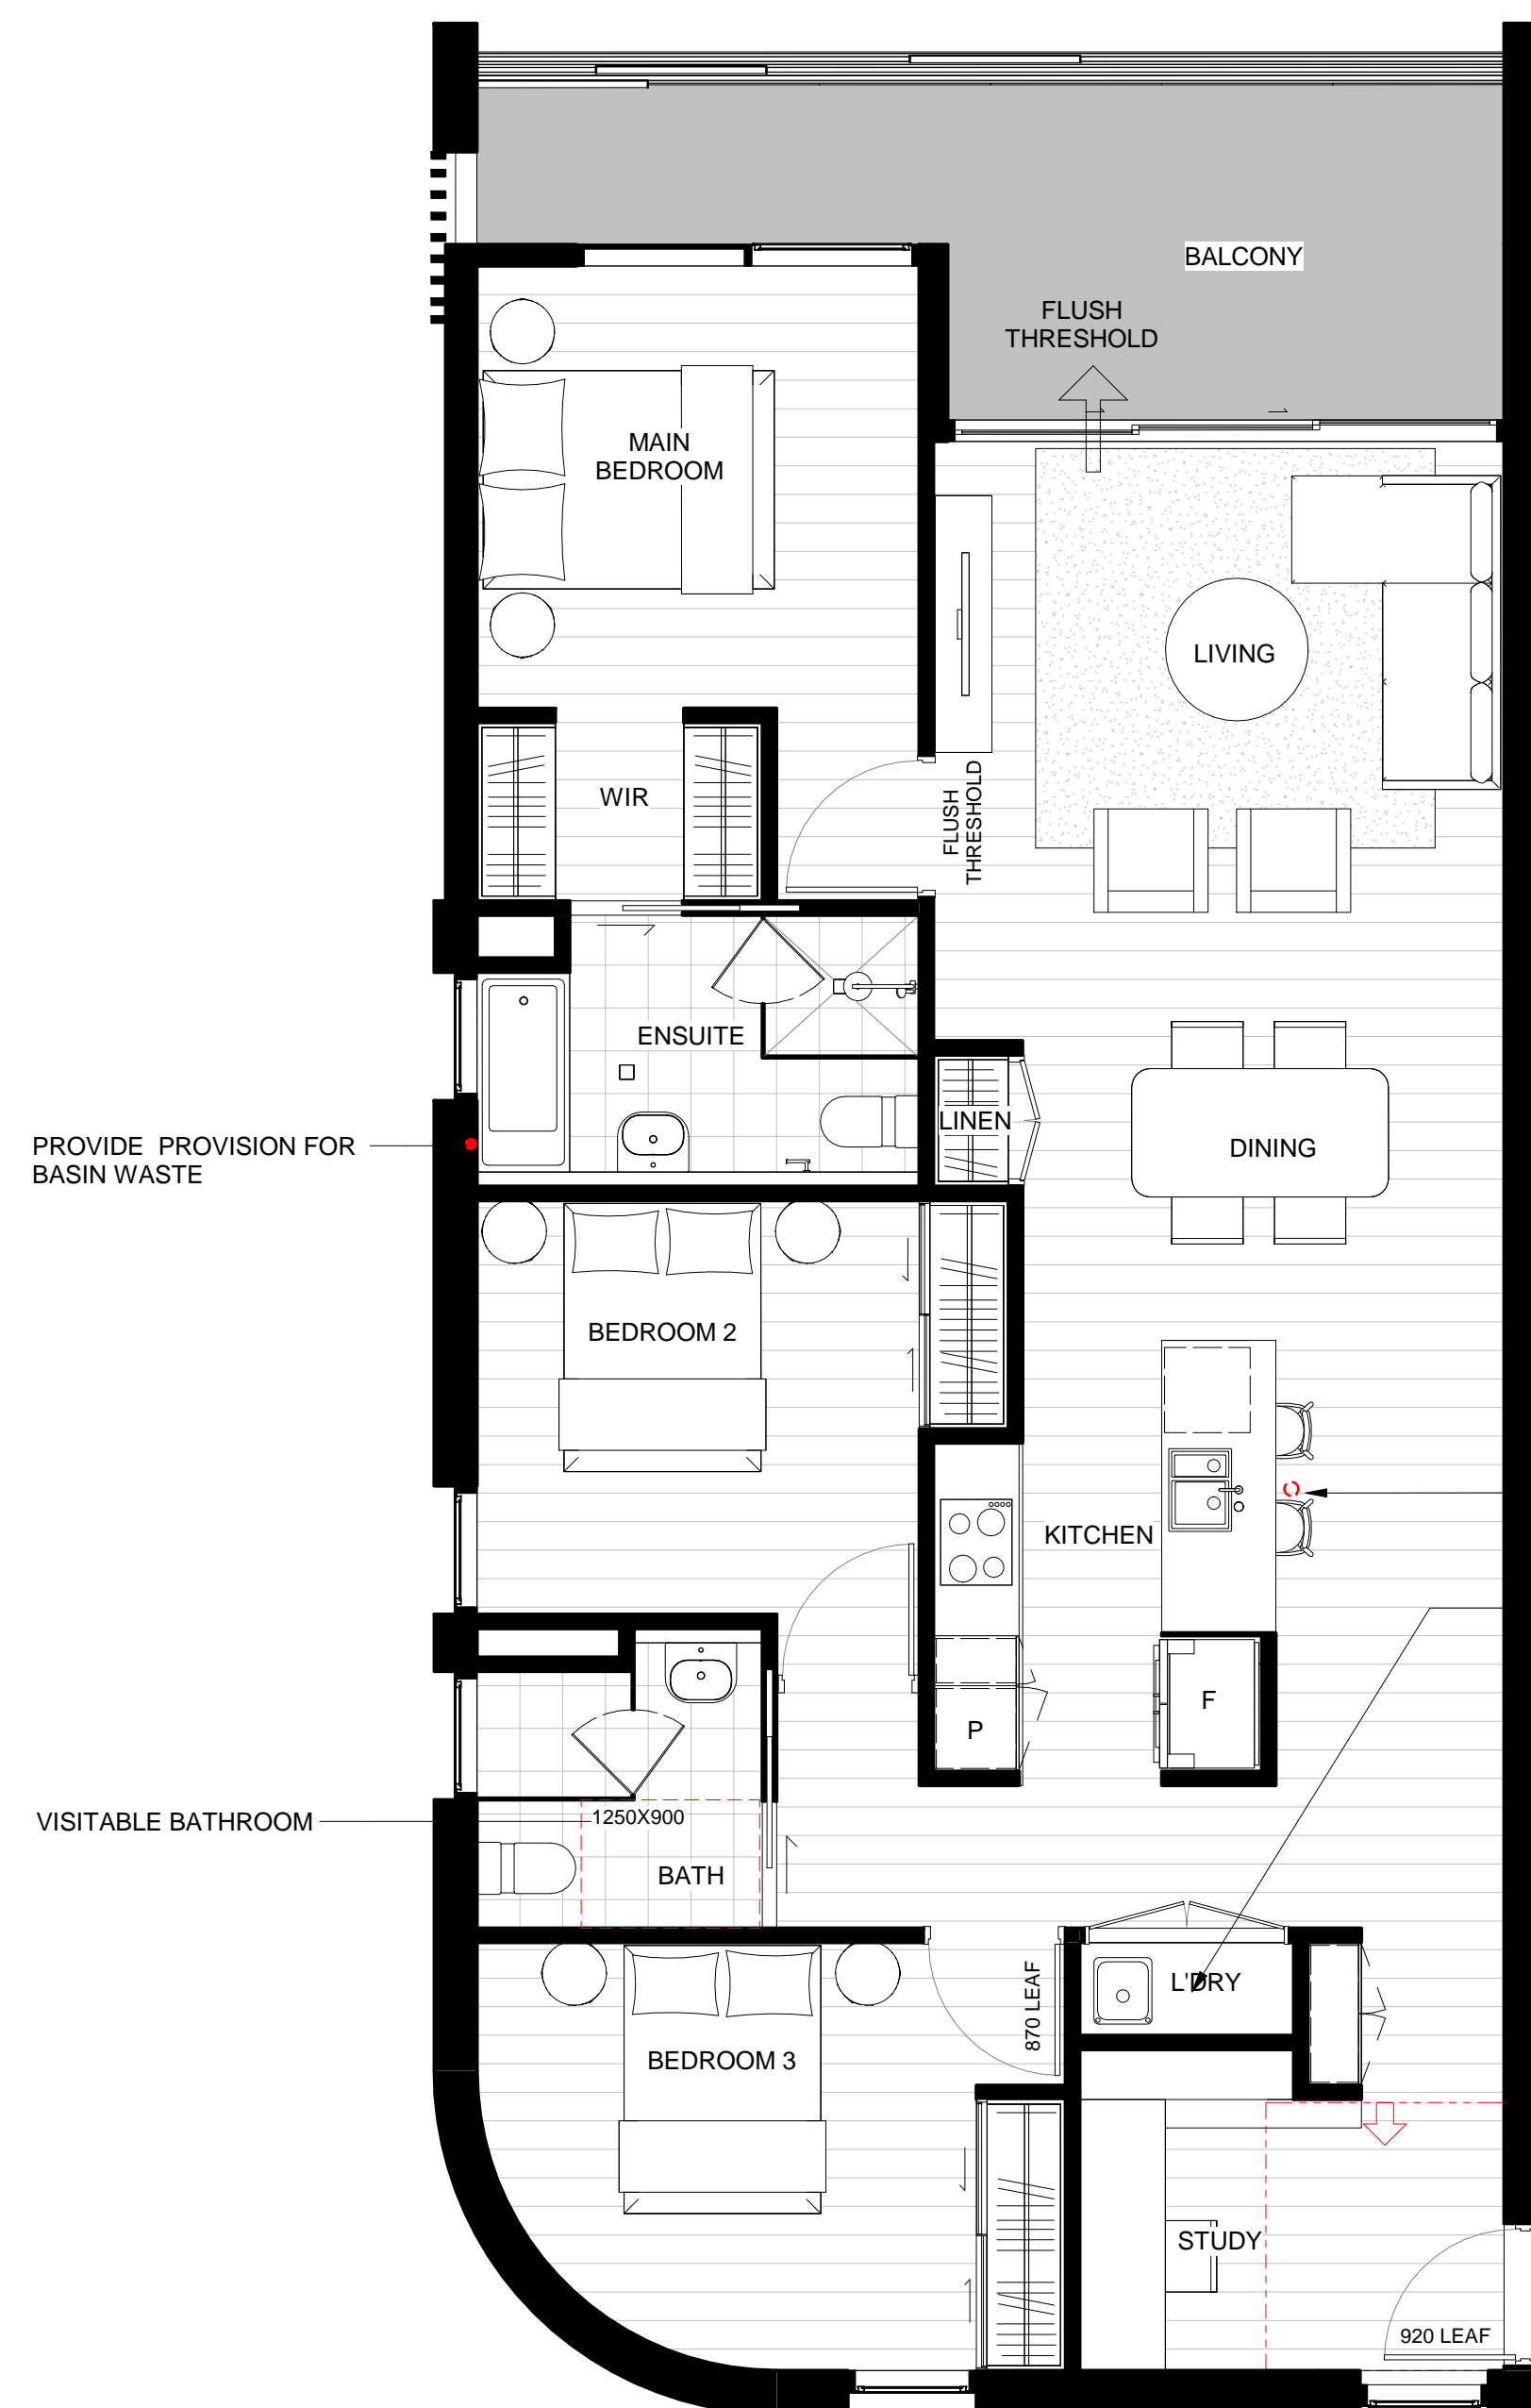 BALCONY
FLUSH
THRESHOLD
MAIN
BEDROOM
LIVING
WIR
FLUSH
THRESHOLD
ENSUITE
LINEN
DINING
PROVIDE PROVISION FOR
BASIN WASTE
BEDROOM 2
KITCHEN
F
P
VISITABLE BATHROOM
1250X900
BATH
L'DRY
870 LEAF
BEDROOM 3
STUDY
920 LEAF